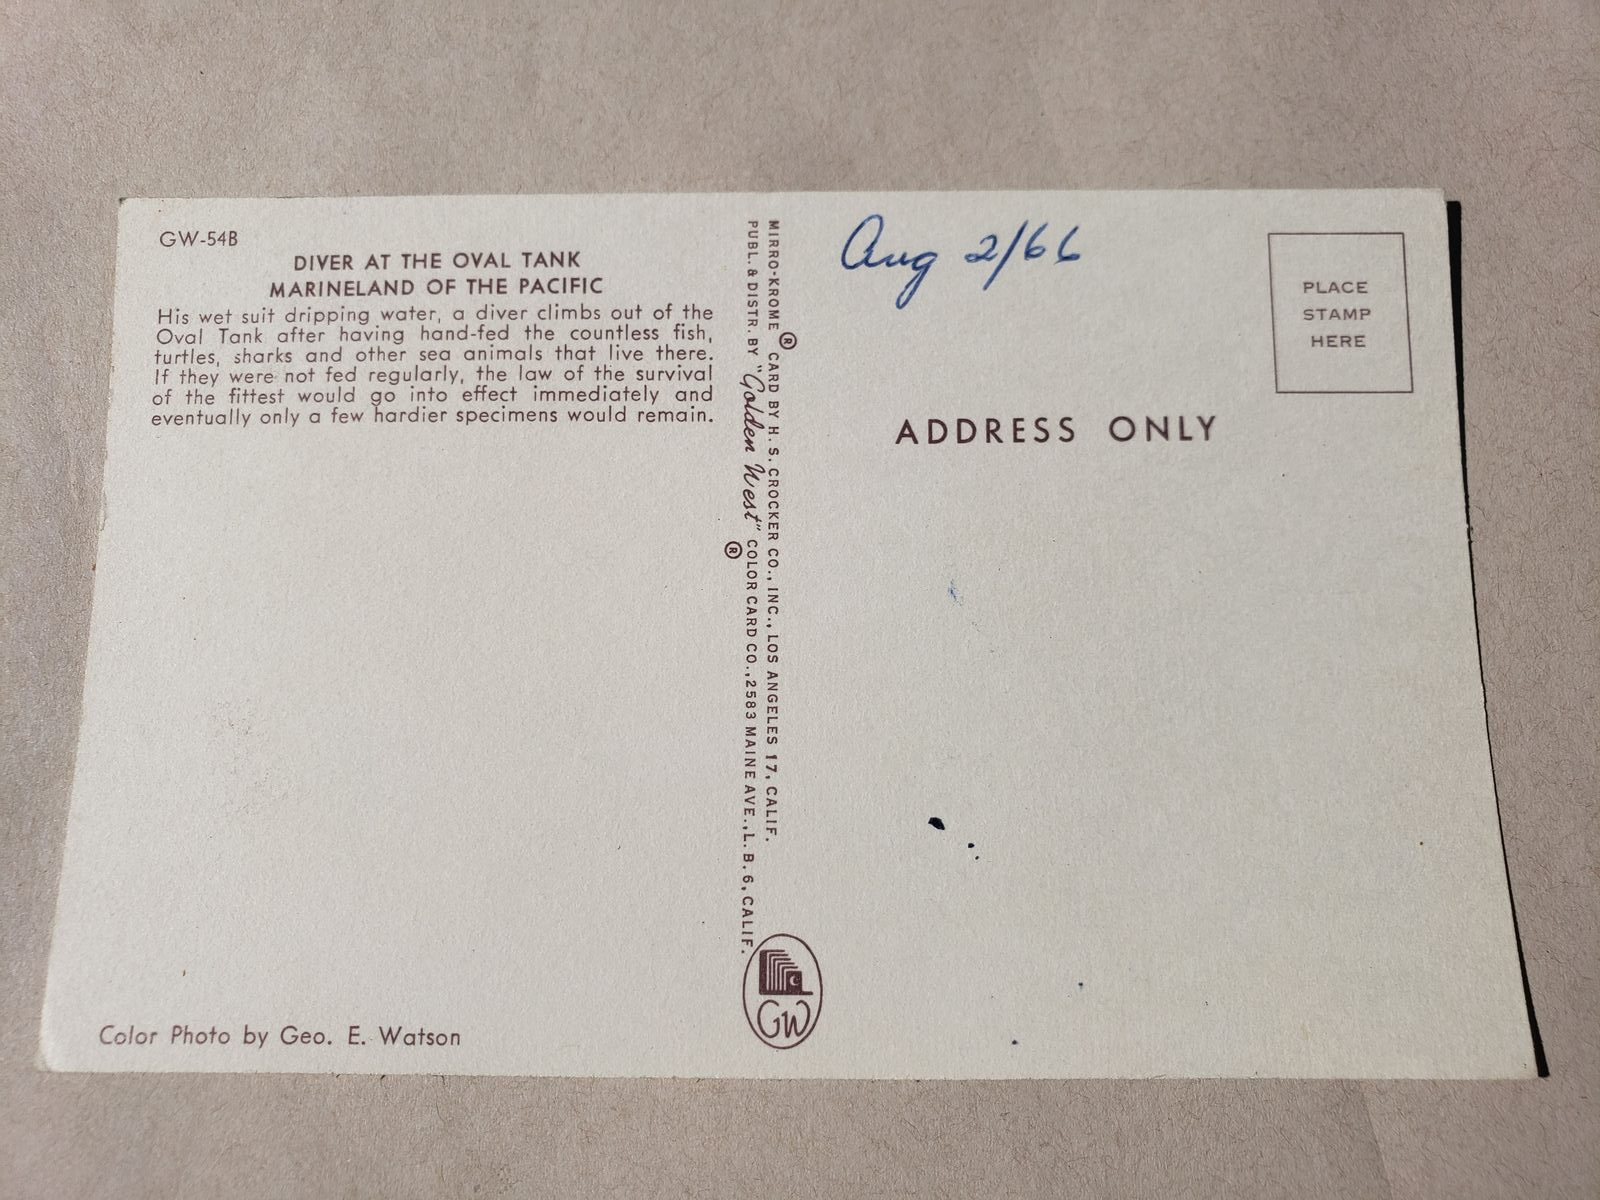 GW-54B
DIVER AT THE OVAL TANK
MARINELAND OF THE PACIFIC
His wet suit dripping water, a diver climbs out of the
Oval Tank after having hand-fed the countless fish,
turtles, sharks and other sea animals that live there.
If they were not fed regularly, the law of the survival
of the fittest would go into effect immediately and
eventually only a few hardier specimens would remain.
Color Photo by Geo. E. Watson
MIRRO-KROME ® CARD BY H. S. CROCKER CO., INC., LOS ANGELES 17, CALIF.
PUBL. & DISTR. BY "Golden West" ® COLOR CARD CO., 2583 MAINE AVE., L. B. 6, CALIF.
GW
Aug 2/66
PLACE
STAMP
HERE
ADDRESS ONLY